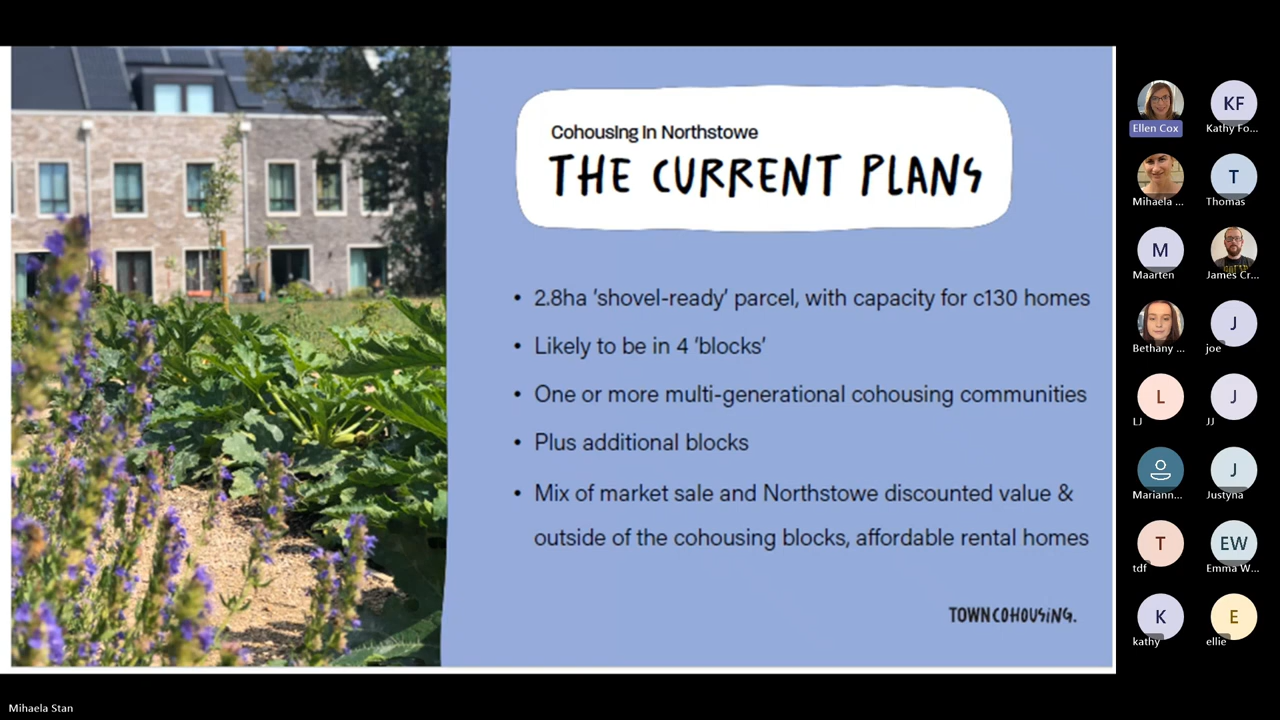 Cohousing in Northstowe
THE CURRENT PLANS
• 2.8ha 'shovel-ready' parcel, with capacity for c130 homes
• Likely to be in 4 'blocks'
• One or more multi-generational cohousing communities
• Plus additional blocks
• Mix of market sale and Northstowe discounted value &
outside of the cohousing blocks, affordable rental homes
TOWNCOHOUSING.
Ellen Cox
KF
Kathy Fo...
Mihaela ...
T
Thomas
M
Maarten
James Cr...
Bethany ...
J
joe
L
LJ
J
JJ
Mariann...
J
Justyna
T
tdf
EW
Emma W...
K
kathy
E
ellie
Mihaela Stan